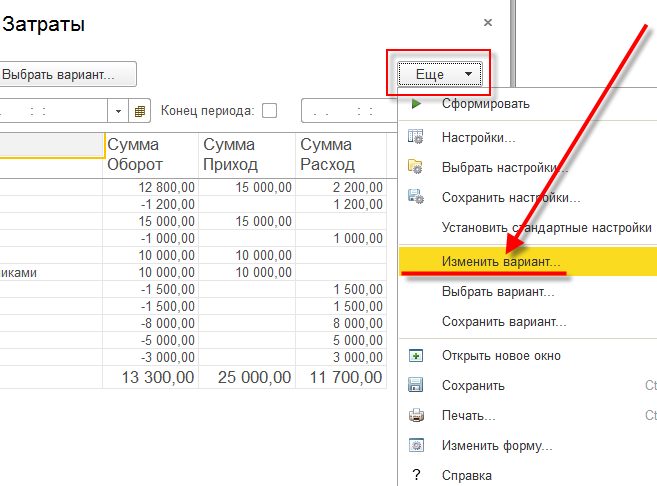 Затраты
×
Выбрать вариант...
Еще
. : :
Конец периода:
. . : :
Сумма Оборот
Сумма Приход
Сумма Расход
12 800,00 15 000,00 2 200,00
-1 200,00 1 200,00
15 000,00 15 000,00
-1 000,00 1 000,00
10 000,00 10 000,00
иками 10 000,00 10 000,00
-1 500,00 1 500,00
-1 500,00 1 500,00
-8 000,00 8 000,00
-5 000,00 5 000,00
-3 000,00 3 000,00
13 300,00 25 000,00 11 700,00
Сформировать
Настройки...
Выбрать настройки...
Сохранить настройки...
Установить стандартные настройки
Изменить вариант...
Выбрать вариант...
Сохранить вариант...
Открыть новое окно
Сохранить Ct
Печать... Ct
Изменить форму...
? Справка